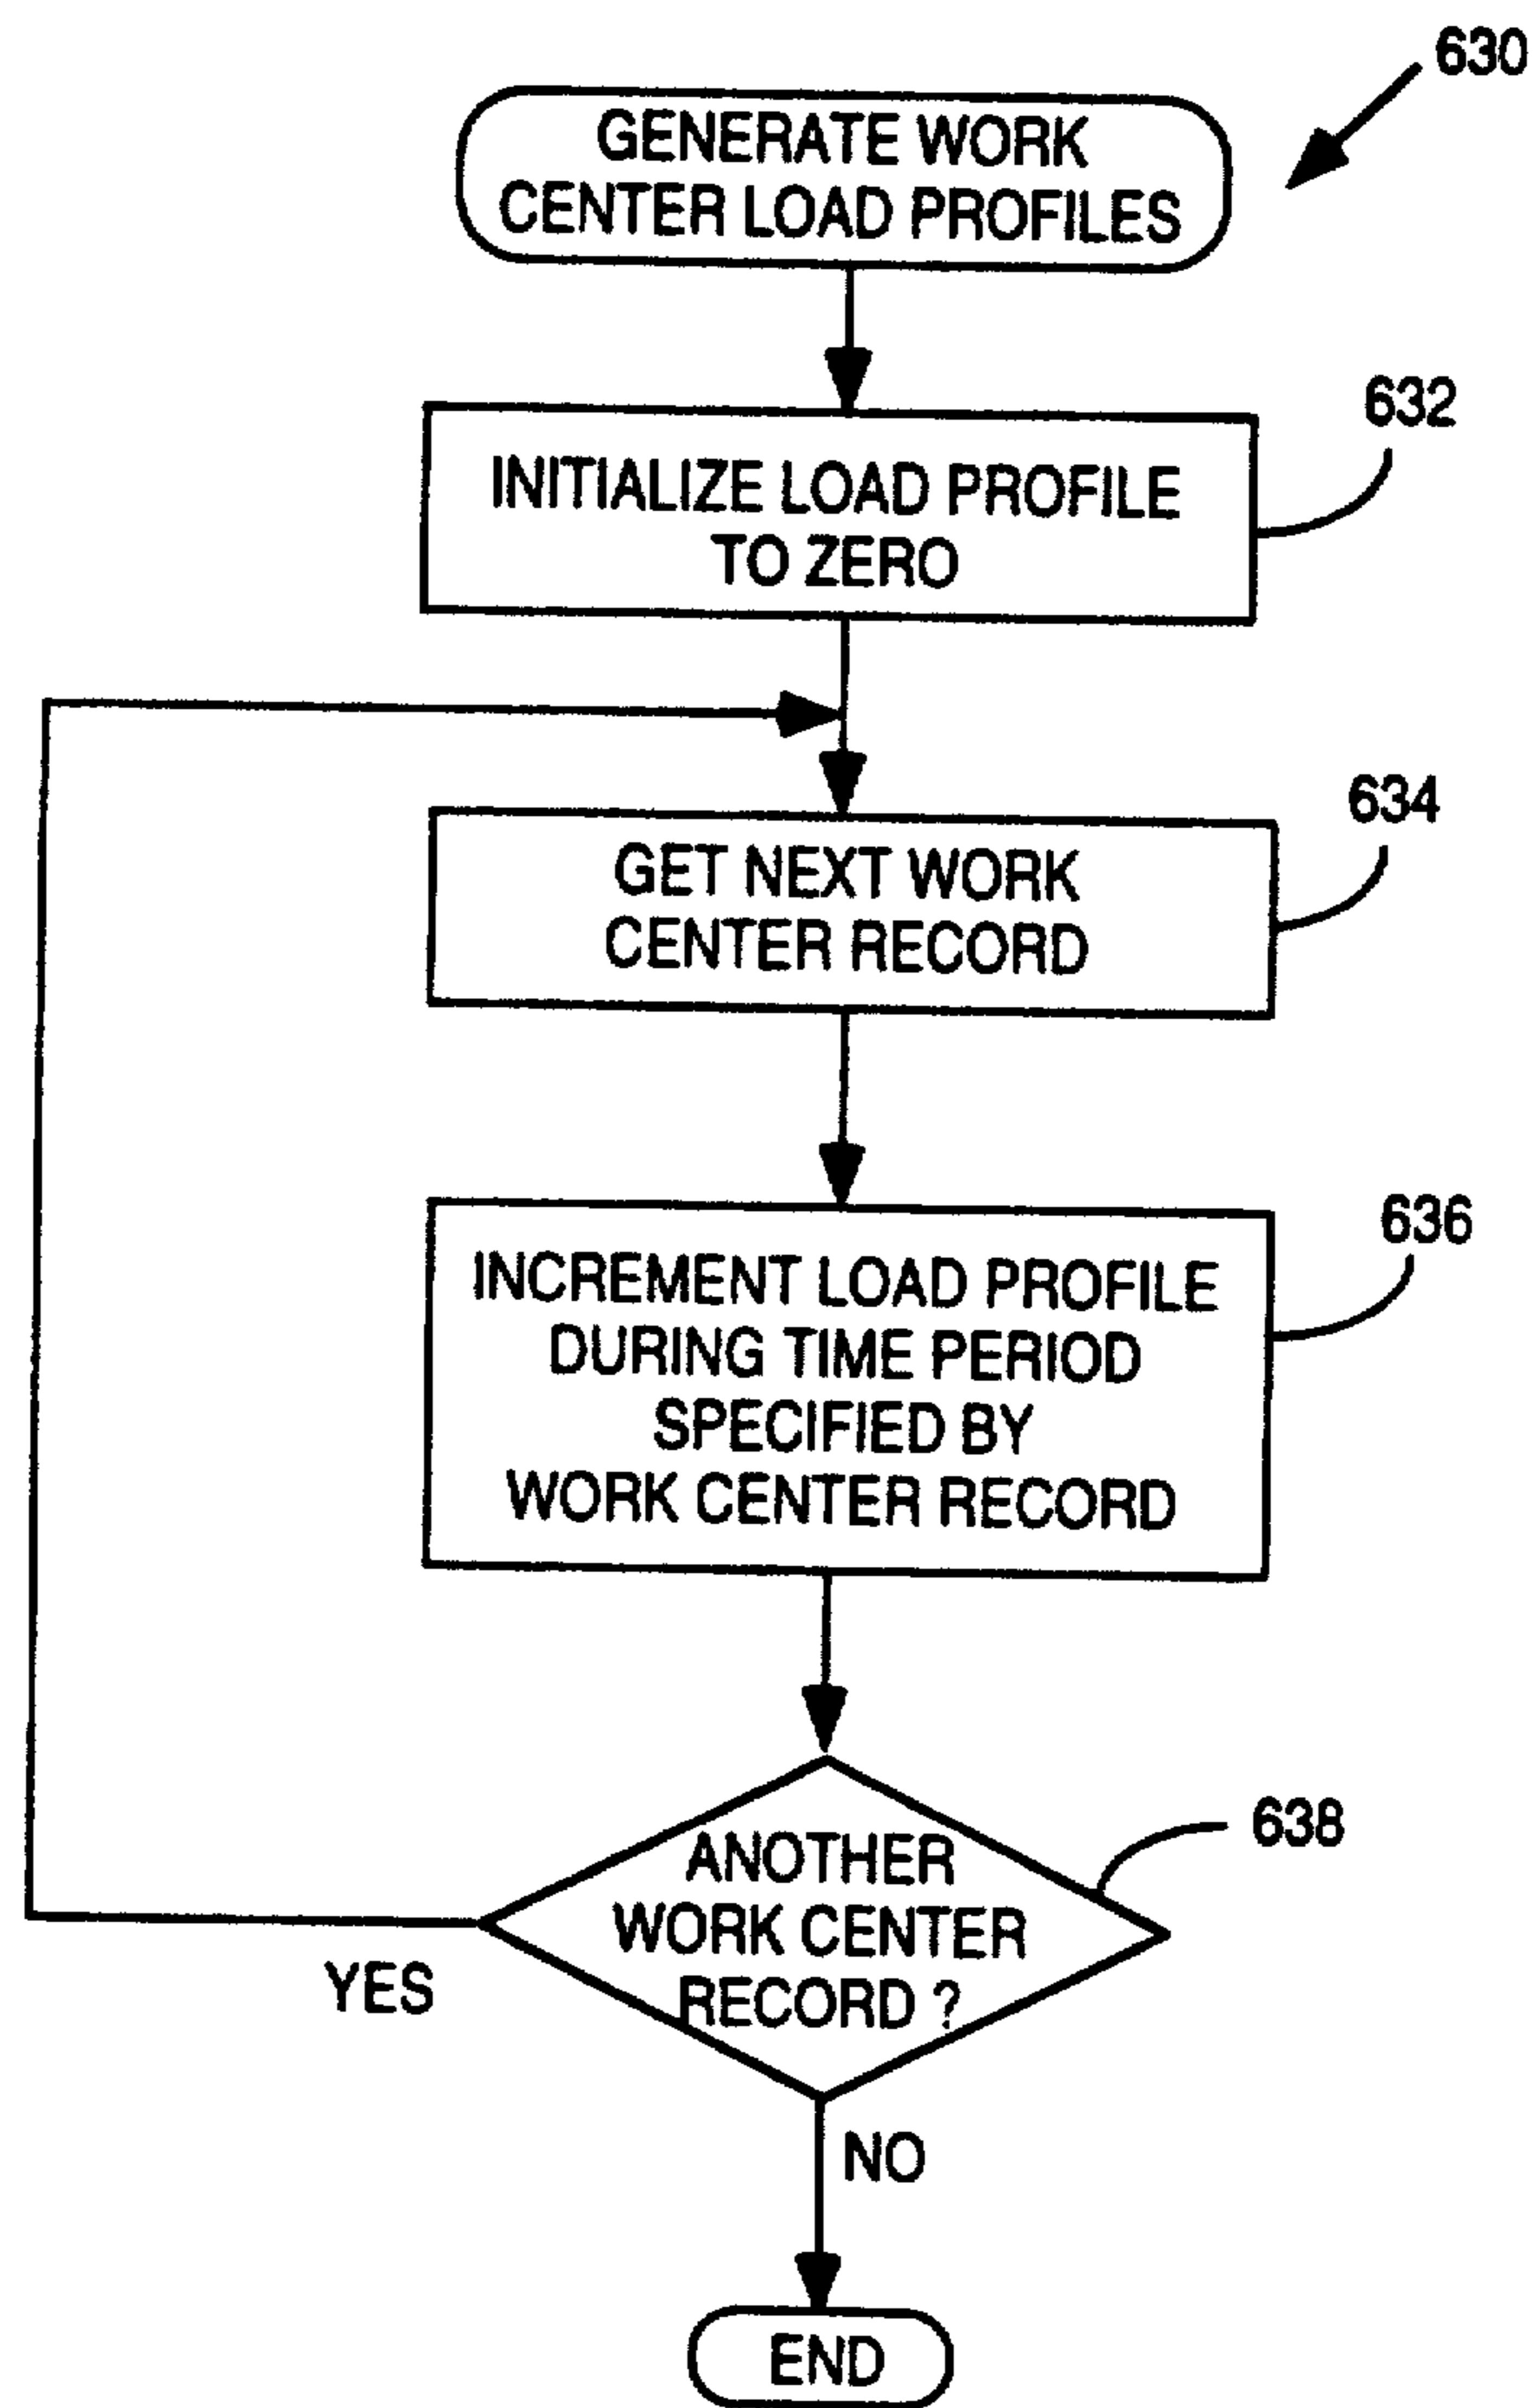 630
GENERATE WORK
CENTER LOAD PROFILES
632
INITIALIZE LOAD PROFILE
TO ZERO
634
GET NEXT WORK
CENTER RECORD
636
INCREMENT LOAD PROFILE
DURING TIME PERIOD
SPECIFIED BY
WORK CENTER RECORD
638
ANOTHER
WORK CENTER
RECORD ?
YES
NO
END